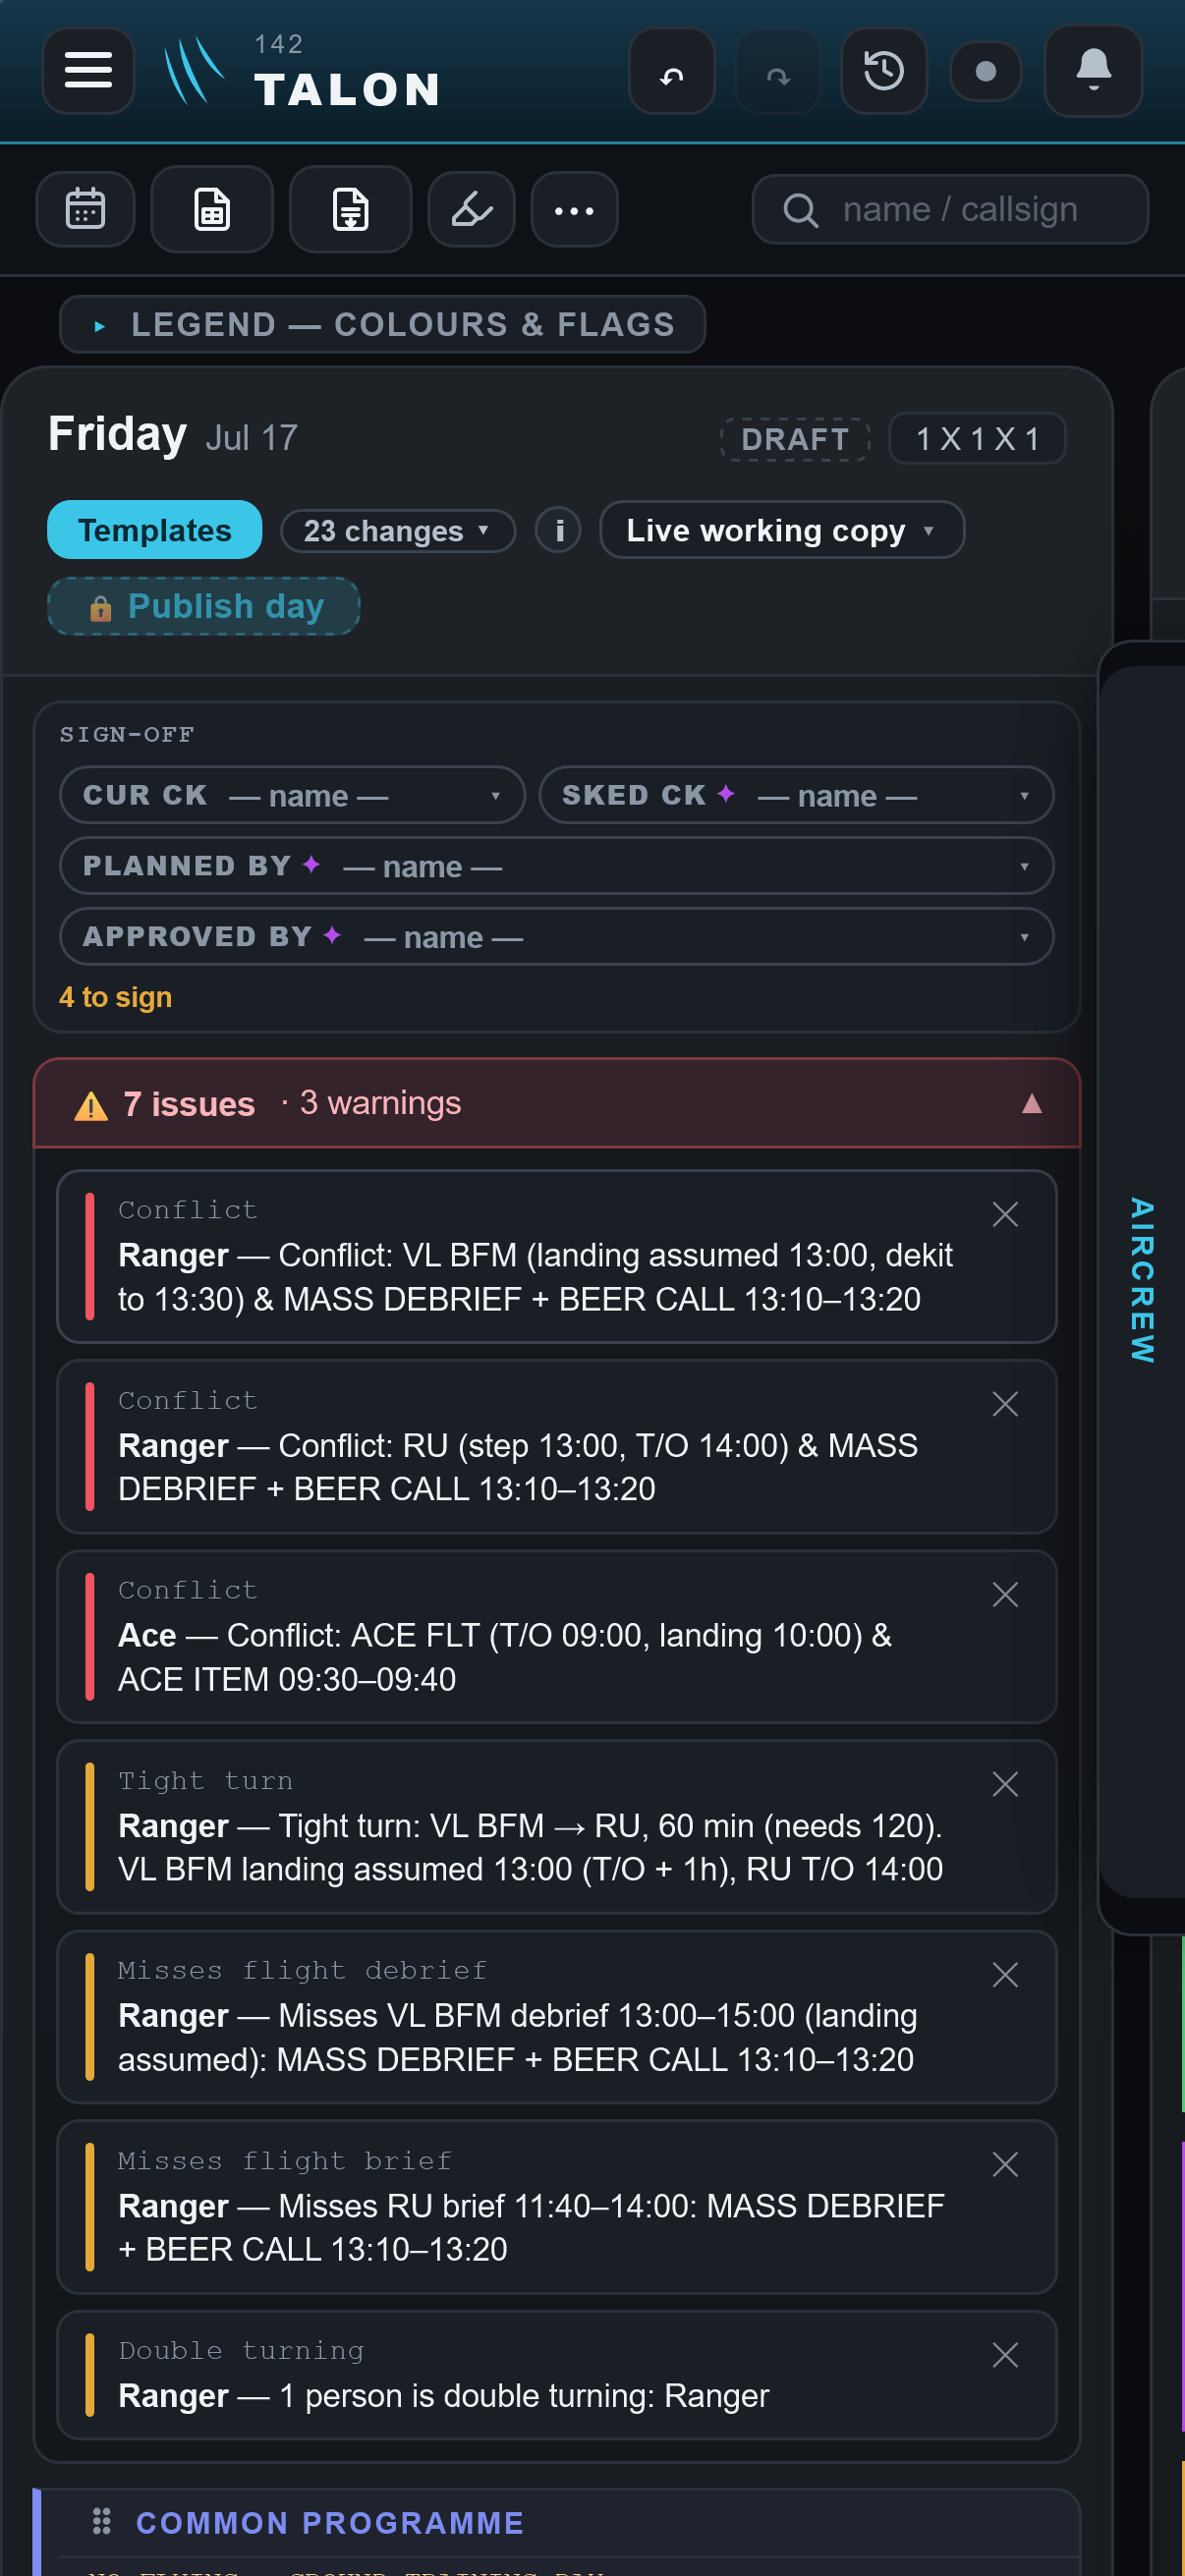 142
TALON
name / callsign
▸ LEGEND — COLOURS & FLAGS
Friday Jul 17 DRAFT 1 X 1 X 1
Templates 23 changes ▾ i Live working copy ▾
Publish day
SIGN-OFF
CUR CK — name — ▾ SKED CK ✦ — name — ▾
PLANNED BY ✦ — name — ▾
APPROVED BY ✦ — name — ▾
4 to sign
⚠ 7 issues · 3 warnings ▲
Conflict
Ranger — Conflict: VL BFM (landing assumed 13:00, dekit
to 13:30) & MASS DEBRIEF + BEER CALL 13:10–13:20
Conflict
Ranger — Conflict: RU (step 13:00, T/O 14:00) & MASS
DEBRIEF + BEER CALL 13:10–13:20
Conflict
Ace — Conflict: ACE FLT (T/O 09:00, landing 10:00) &
ACE ITEM 09:30–09:40
Tight turn
Ranger — Tight turn: VL BFM → RU, 60 min (needs 120).
VL BFM landing assumed 13:00 (T/O + 1h), RU T/O 14:00
Misses flight debrief
Ranger — Misses VL BFM debrief 13:00–15:00 (landing
assumed): MASS DEBRIEF + BEER CALL 13:10–13:20
Misses flight brief
Ranger — Misses RU brief 11:40–14:00: MASS DEBRIEF
+ BEER CALL 13:10–13:20
Double turning
Ranger — 1 person is double turning: Ranger
AIRCREW
COMMON PROGRAMME